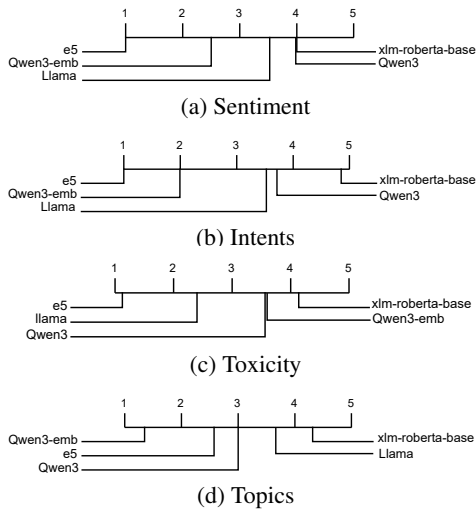 1 2 3 4 5
e5 xlm-roberta-base
Qwen3-emb Qwen3
Llama
(a) Sentiment
1 2 3 4 5
e5 xlm-roberta-base
Qwen3-emb Qwen3
Llama
(b) Intents
1 2 3 4 5
e5 xlm-roberta-base
llama Qwen3-emb
Qwen3
(c) Toxicity
1 2 3 4 5
Qwen3-emb xlm-roberta-base
e5 Llama
Qwen3
(d) Topics